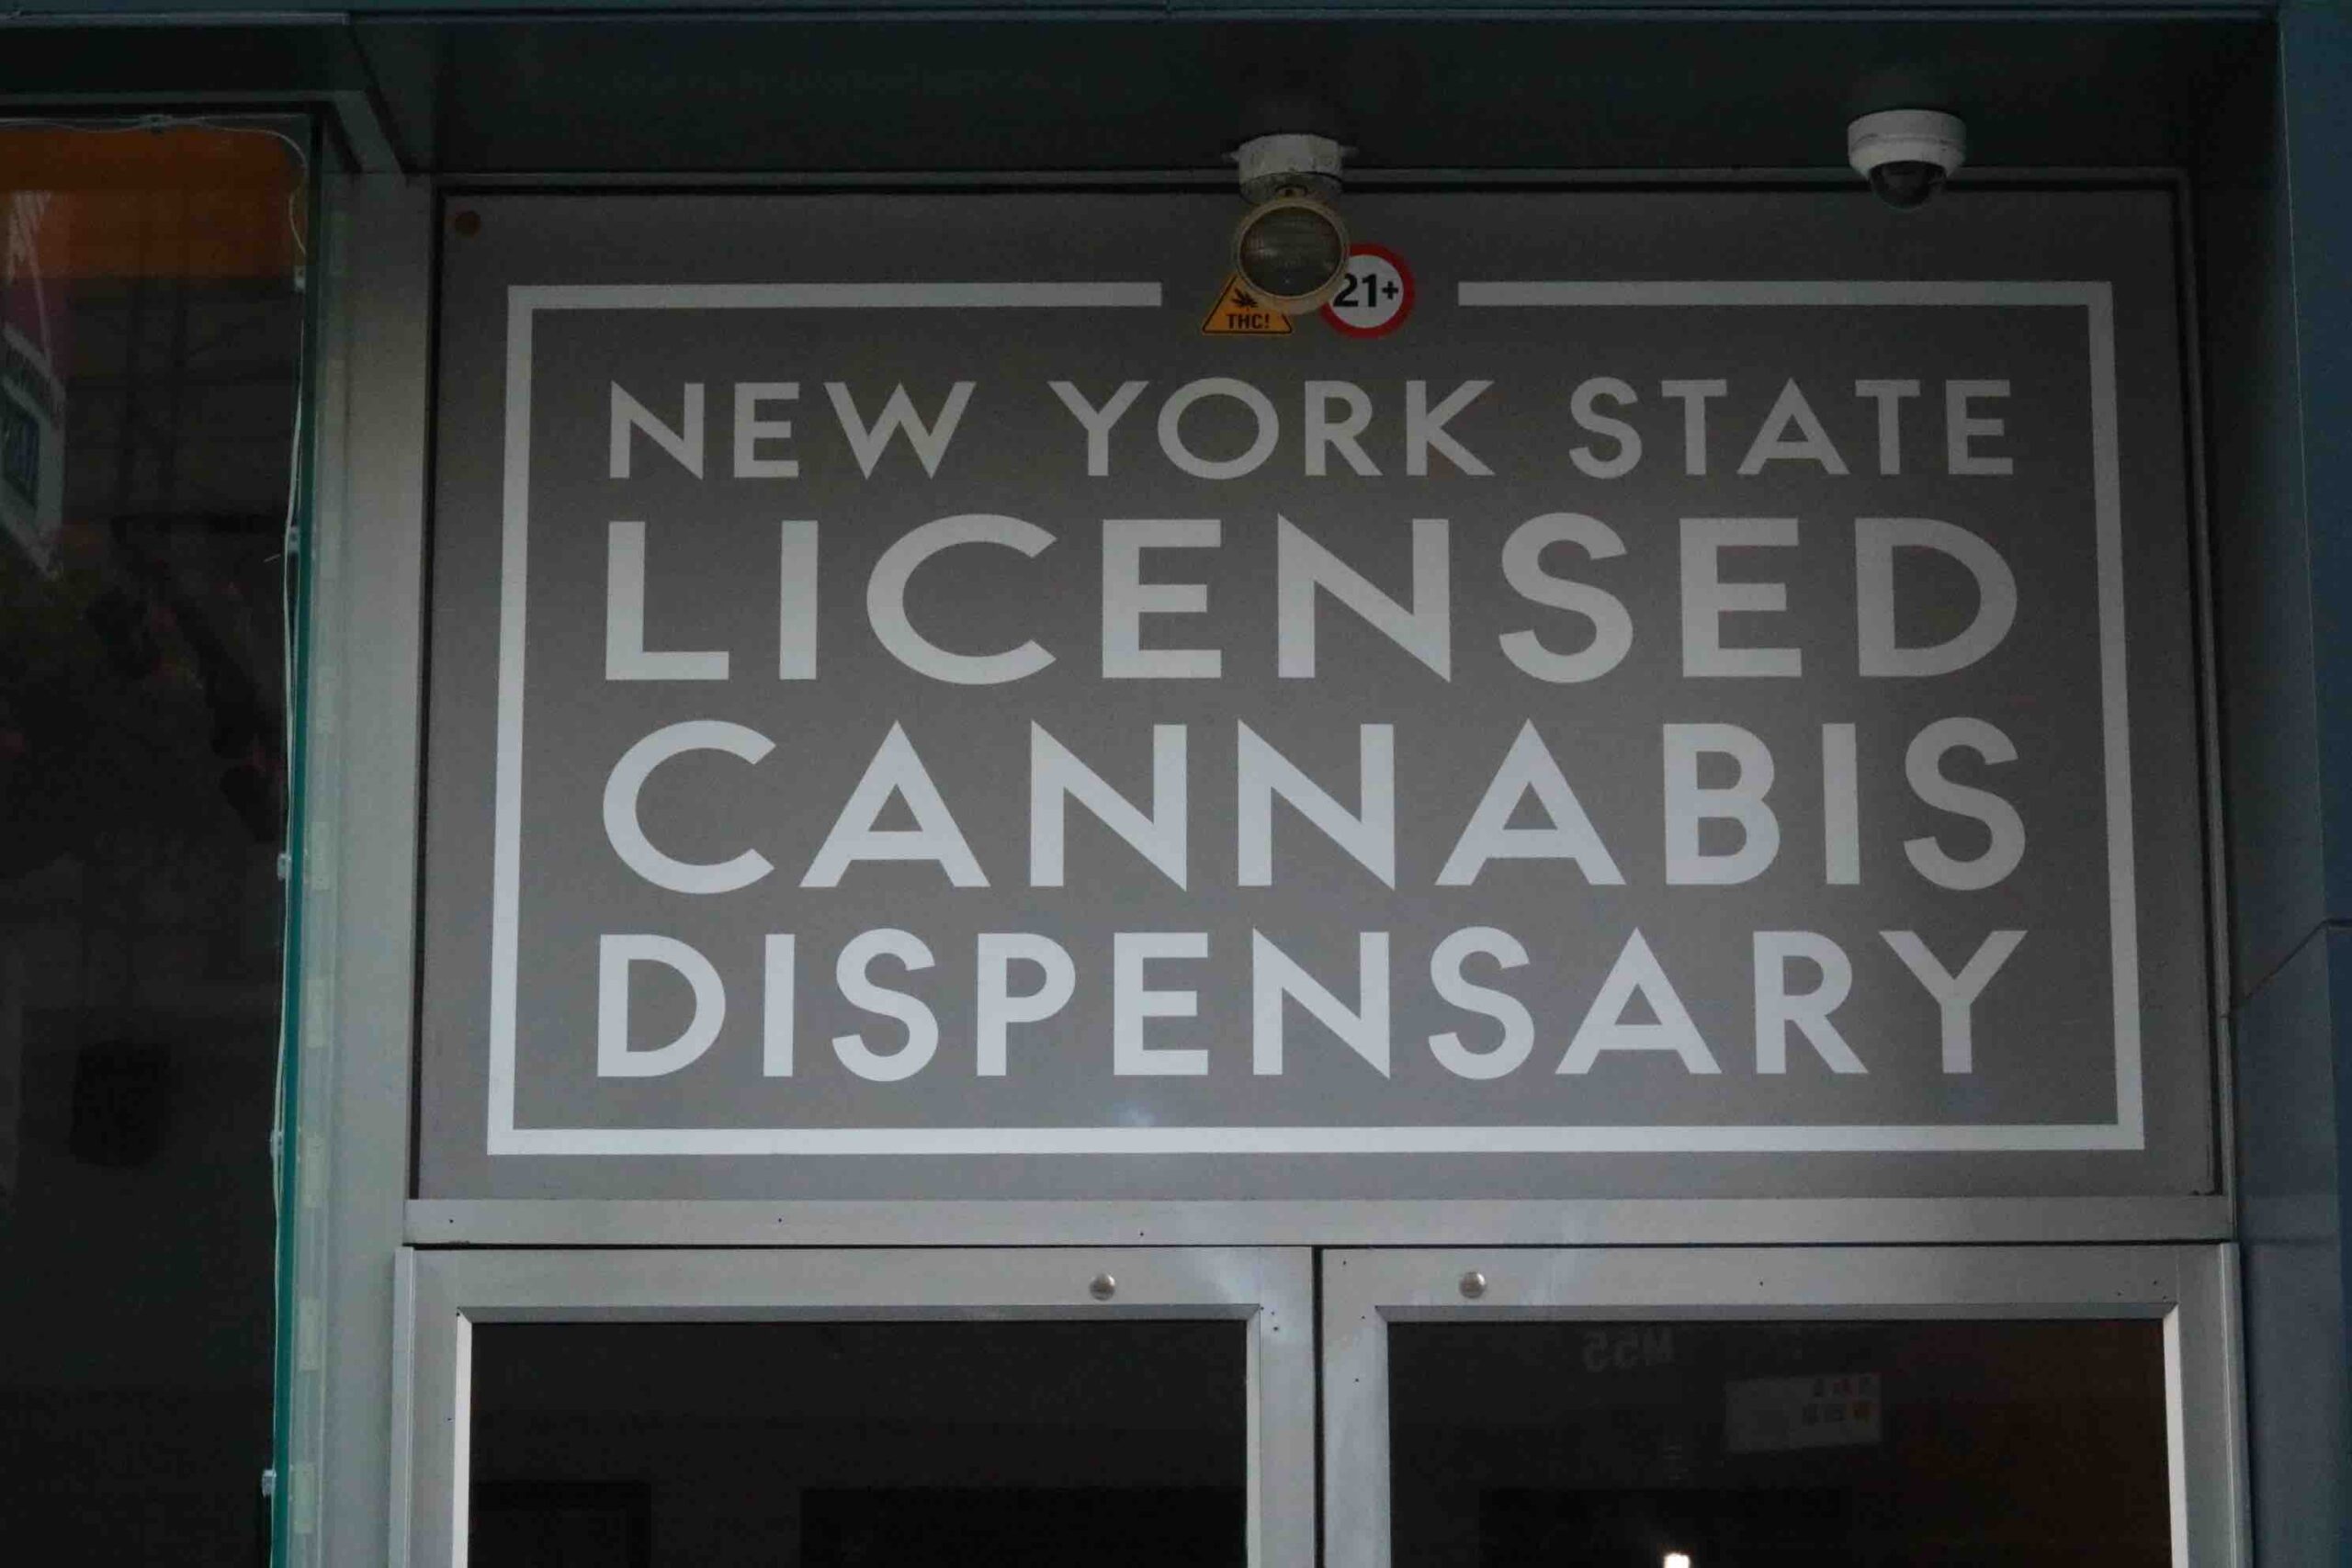 THC!
21+
NEW YORK STATE
LICENSED
CANNABIS
DISPENSARY